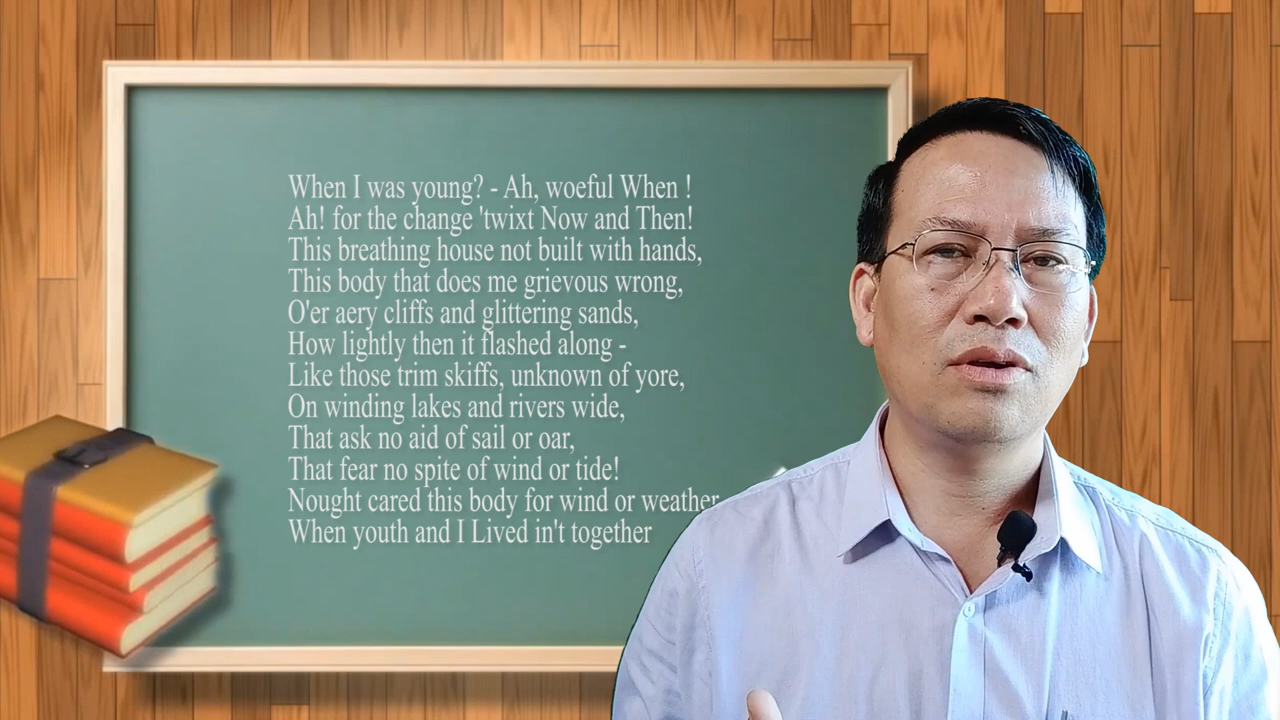 When I was young? - Ah, woeful When !
Ah! for the change 'twixt Now and Then!
This breathing house not built with hands,
This body that does me grievous wrong,
O'er aery cliffs and glittering sands,
How lightly then it flashed along -
Like those trim skiffs, unknown of yore,
On winding lakes and rivers wide,
That ask no aid of sail or oar,
That fear no spite of wind or tide!
Nought cared this body for wind or weather
When youth and I Lived in't together